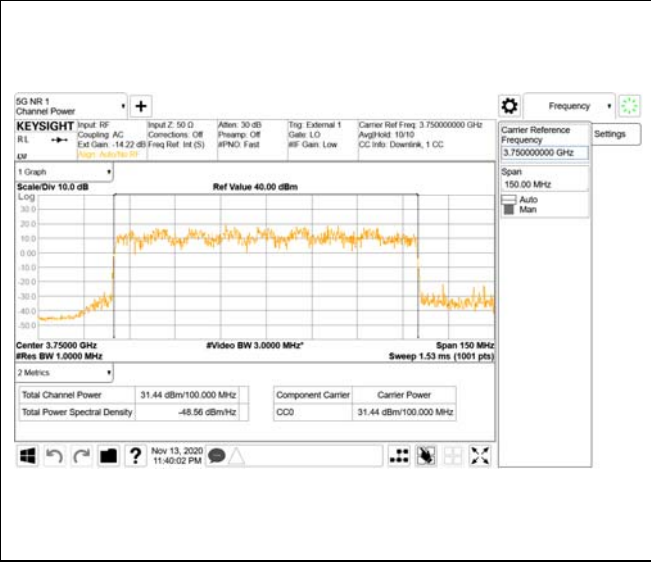 5G NR 1
Channel Power
Frequency
KEYSIGHT
Input: RF
Input Z: 50 Ω
Atten: 30 dB
Trig: External 1
Carrier Ref Freq: 3.750000000 GHz
R L
Coupling: AC
Corrections: Off
Preamp: Off
Gate: LO
Avg|Hold: 10/10
Ext Gain: -14.22 dB
Freq Ref: Int (S)
#PNO: Fast
#IF Gain: Low
CC Info: Downlink, 1 CC
Align: Auto/No RF
Carrier Reference
Frequency
3.750000000 GHz
Settings
Span
150.00 MHz
Auto
Man
1 Graph
Scale/Div 10.0 dB
Ref Value 40.00 dBm
Log
30.0
20.0
10.0
0.00
-10.0
-20.0
-30.0
-40.0
-50.0
Center 3.75000 GHz
#Video BW 3.0000 MHz*
Span 150 MHz
#Res BW 1.0000 MHz
Sweep 1.53 ms (1001 pts)
2 Metrics
Total Channel Power
31.44 dBm/100.000 MHz
Total Power Spectral Density
-48.56 dBm/Hz
Component Carrier
Carrier Power
CC0
31.44 dBm/100.000 MHz
?
Nov 13, 2020
11:40:02 PM